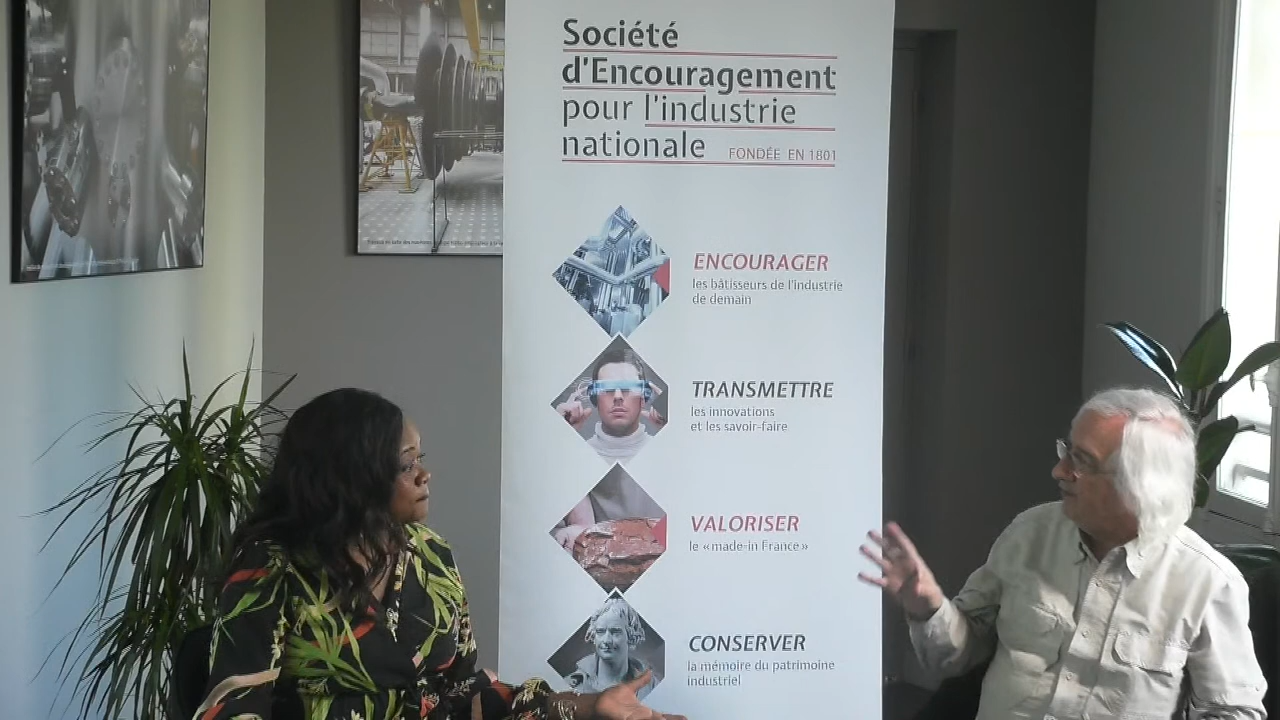 Société
d'Encouragement
pour l'industrie
nationale FONDÉE EN 1801
ENCOURAGER
les bâtisseurs de l'industrie
de demain
TRANSMETTRE
les innovations
et les savoir-faire
VALORISER
le «made-in France»
CONSERVER
la mémoire du patrimoine
industriel